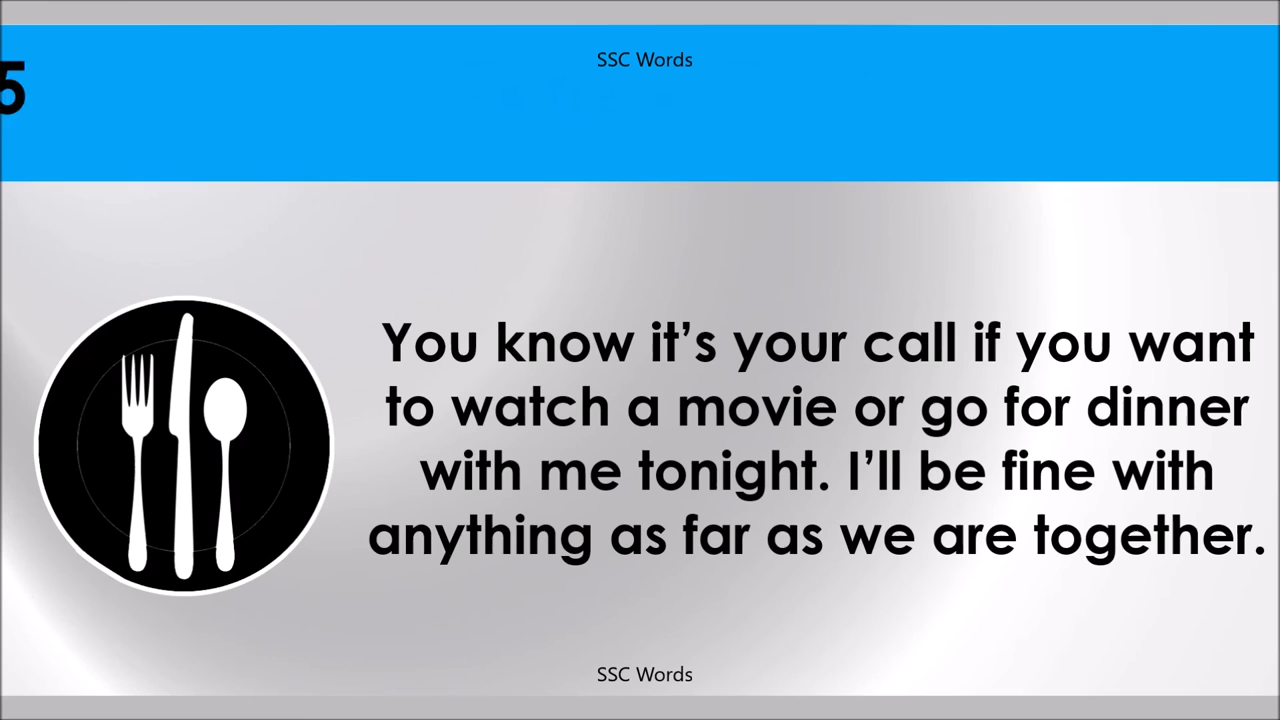 SSC Words
5
You know it’s your call if you want
to watch a movie or go for dinner
with me tonight. I’ll be fine with
anything as far as we are together.
SSC Words